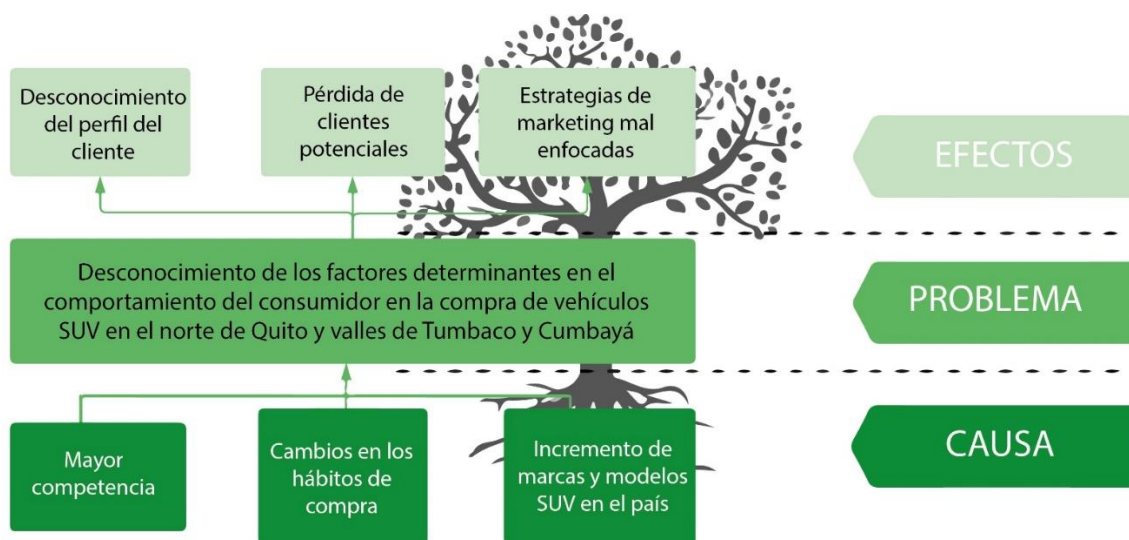 Desconocimiento
del perfil del
cliente
Pérdida de
clientes
potenciales
Estrategias de
marketing mal
enfocadas
EFECTOS
Desconocimiento de los factores determinantes en el
comportamiento del consumidor en la compra de vehículos
SUV en el norte de Quito y valles de Tumbaco y Cumbayá
PROBLEMA
Mayor
competencia
Cambios en los
hábitos de
compra
Incremento de
marcas y modelos
SUV en el país
CAUSA